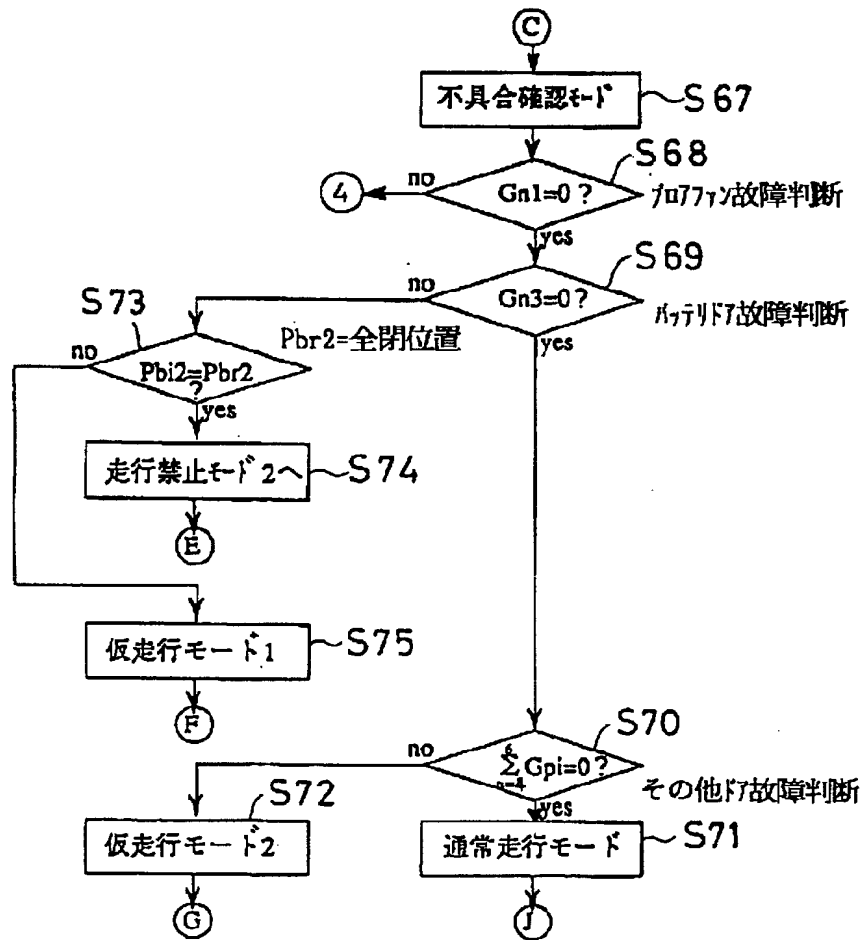 C
不具合確認モード
S67
S68
no
4
Gn1=0？
ブロアファン故障判断
yes
S69
no
Gn3=0？
バッテリドア故障判断
yes
S73
Pbr2=全閉位置
no
Pbi2=Pbr2
？
yes
走行禁止モード2へ
S74
E
仮走行モード1
S75
F
S70
no
Gpi=0？
その他ドア故障判断
yes
S72
仮走行モード2
通常走行モード
S71
G
J